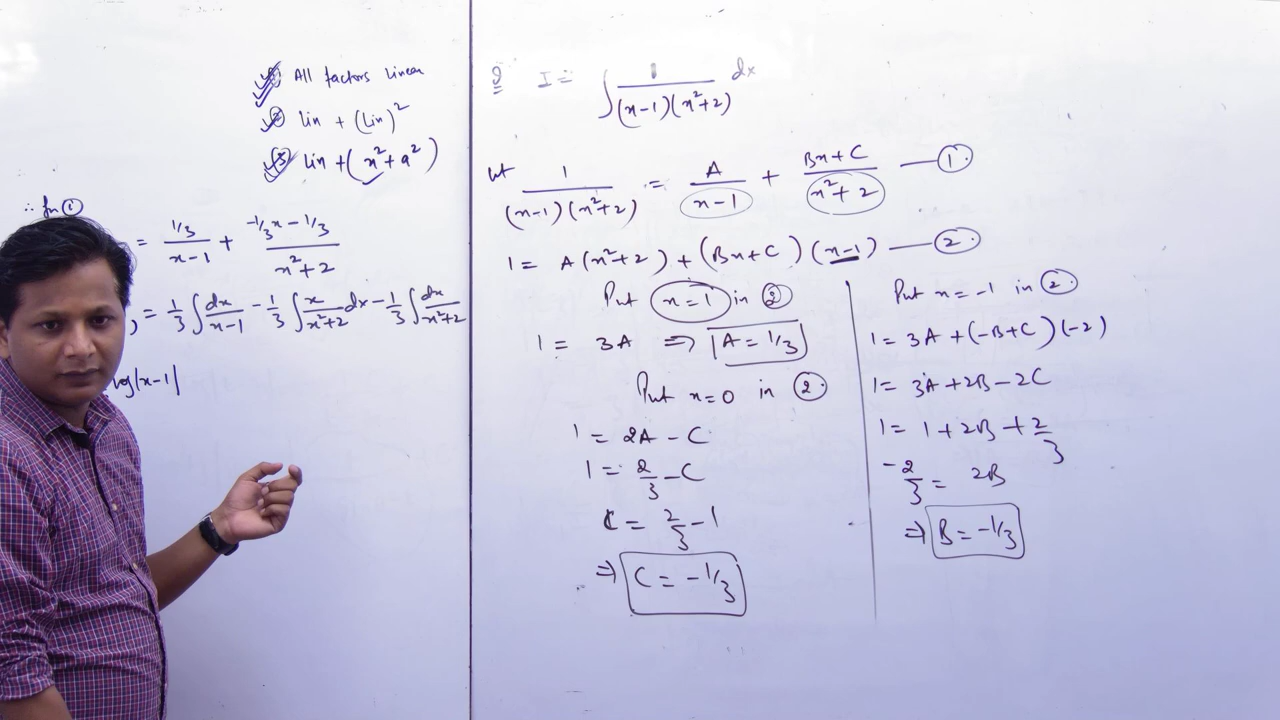 ① All factors linear
② Lin + (Lin)²
③ Lin + (x² + a²)
∴ fm ①
= 1/3 / x-1 + -1/3 x - 1/3 / x²+2
= 1/3 ∫ dx / x-1 - 1/3 ∫ x / x²+2 dx - 1/3 ∫ dx / x²+2
log|x-1|
Q I = ∫ 1 / (x-1)(x²+2) dx
let 1 / (x-1)(x²+2) = A / x-1 + Bx+C / x²+2 — ①
1 = A(x²+2) + (Bx+C)(x-1) — ②
Put x=1 in ②
1 = 3A ⇒ A = 1/3
Put x=0 in ②
1 = 2A - C
1 = 2/3 - C
C = 2/3 - 1
⇒ C = -1/3
Put x = -1 in ②
1 = 3A + (-B+C)(-2)
1 = 3A + 2B - 2C
1 = 1 + 2B + 2/3
-2/3 = 2B
⇒ B = -1/3